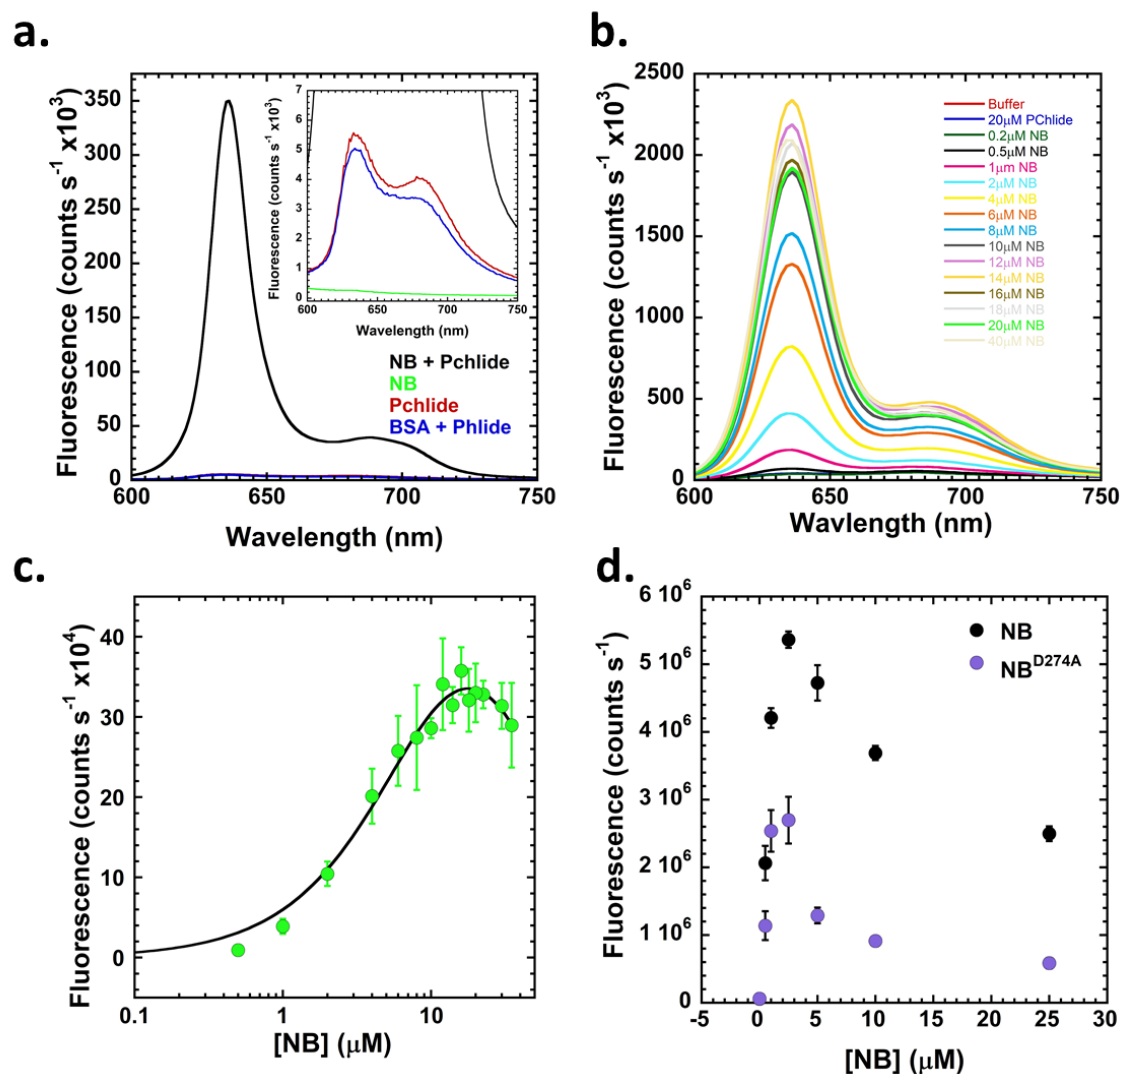 a.
Fluorescence (counts s-1 x103)
350
300
250
200
150
100
50
0
600
650
700
750
Wavelength (nm)
Fluorescence (counts s-1 x103)
7
6
5
4
3
2
1
0
600
650
700
750
Wavelength (nm)
NB + Pchlide
NB
Pchlide
BSA + Phlide
b.
Fluorescence (counts s-1 x103)
2500
2000
1500
1000
500
0
600
650
700
750
Wavlength (nm)
Buffer
20μM PChlide
0.2μM NB
0.5μM NB
1μm NB
2μM NB
4μM NB
6μM NB
8μM NB
10μM NB
12μM NB
14μM NB
16μM NB
18μM NB
20μM NB
40μM NB
c.
Fluorescence (counts s-1 x104)
40
30
20
10
0
0.1
1
10
[NB] (μM)
d.
Fluorescence (counts s-1)
6 106
5 106
4 106
3 106
2 106
1 106
0
-5
0
5
10
15
20
25
30
[NB] (μM)
NB
NBD274A